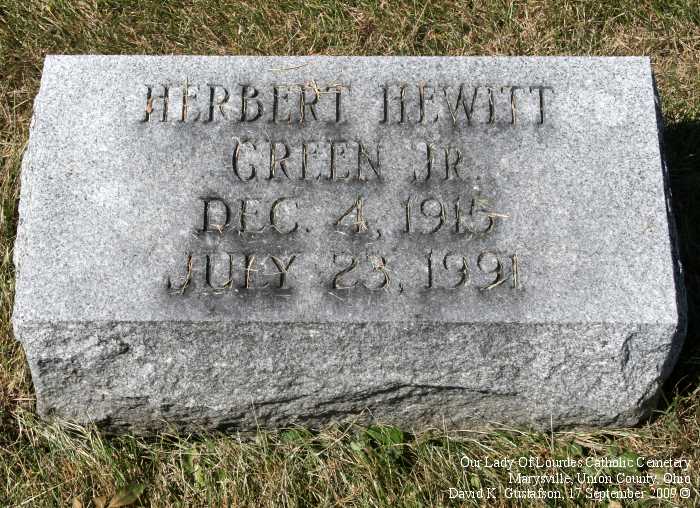 HERBERT HEWITT
GREEN JR.
DEC. 4, 1915
JULY 23, 1991
Our Lady Of Lourdes Catholic Cemetery
Marysville, Union County, Ohio
David K. Gustafson, 17 September 2009 ©